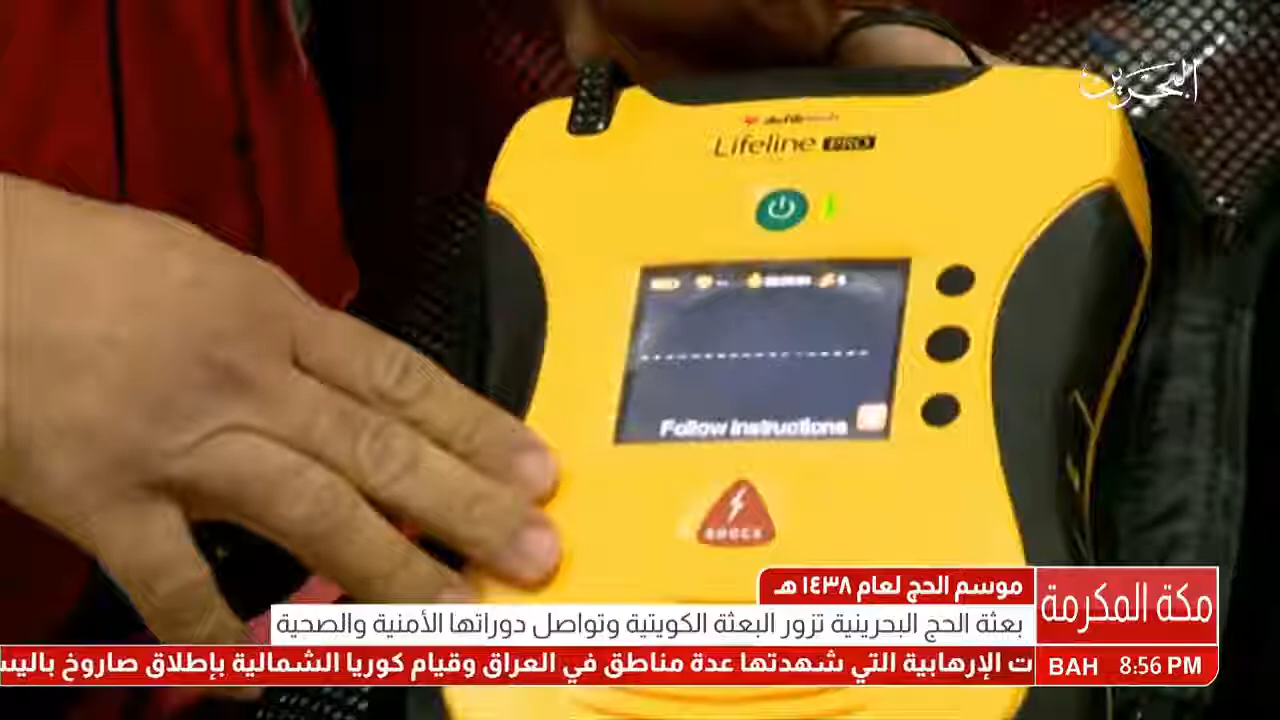 البحرين
defibtech
Lifeline PRO
Follow instructions
SHOCK
موسم الحج لعام ١٤٣٨ هـ
مكة المكرمة
بعثة الحج البحرينية تزور البعثة الكويتية وتواصل دوراتها الأمنية والصحية
ت الإرهابية التي شهدتها عدة مناطق في العراق وقيام كوريا الشمالية بإطلاق صاروخ باليس
BAH 8:56 PM